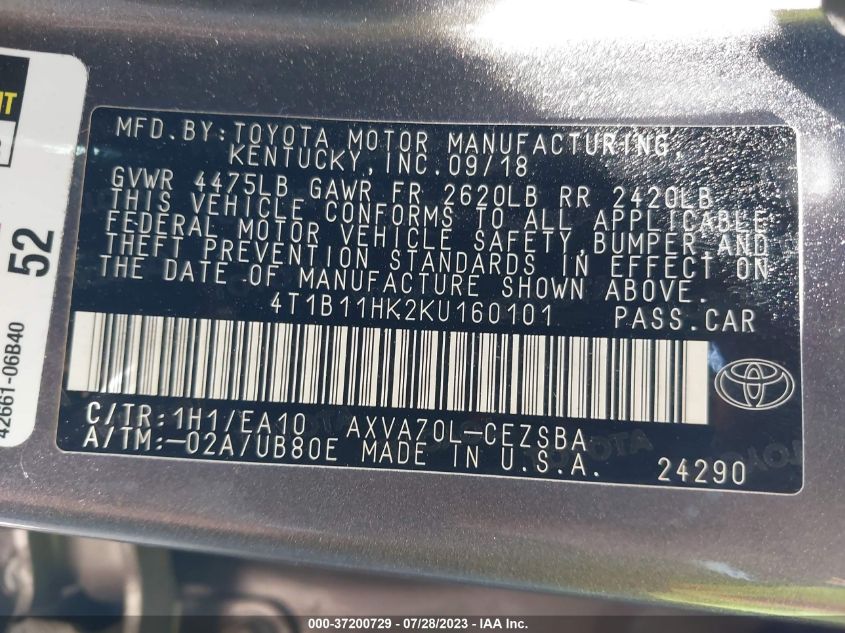 MFD.BY:TOYOTA MOTOR MANUFACTURING,
KENTUCKY,INC.09/18
GVWR 4475LB GAWR FR 2620LB RR 2420LB
THIS VEHICLE CONFORMS TO ALL APPLICABLE
FEDERAL MOTOR VEHICLE SAFETY,BUMPER AND
THEFT PREVENTION STANDARDS IN EFFECT ON
THE DATE OF MANUFACTURE SHOWN ABOVE.
4T1B11HK2KU160101 PASS.CAR
C/TR:1H1/EA10 AXVA70L-CEZSBA
A/TM:-02A/UB80E MADE IN U.S.A. 24290
52
42661-06B40
000-37200729 / 07/28/2023 / IAAI.com